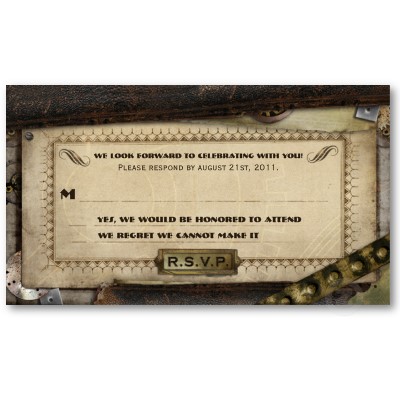 WE LOOK FORWARD TO CELEBRATING WITH YOU!
PLEASE RESPOND BY AUGUST 21ST, 2011.
M
YES, WE WOULD BE HONORED TO ATTEND
WE REGRET WE CANNOT MAKE IT
R.S.V.P.